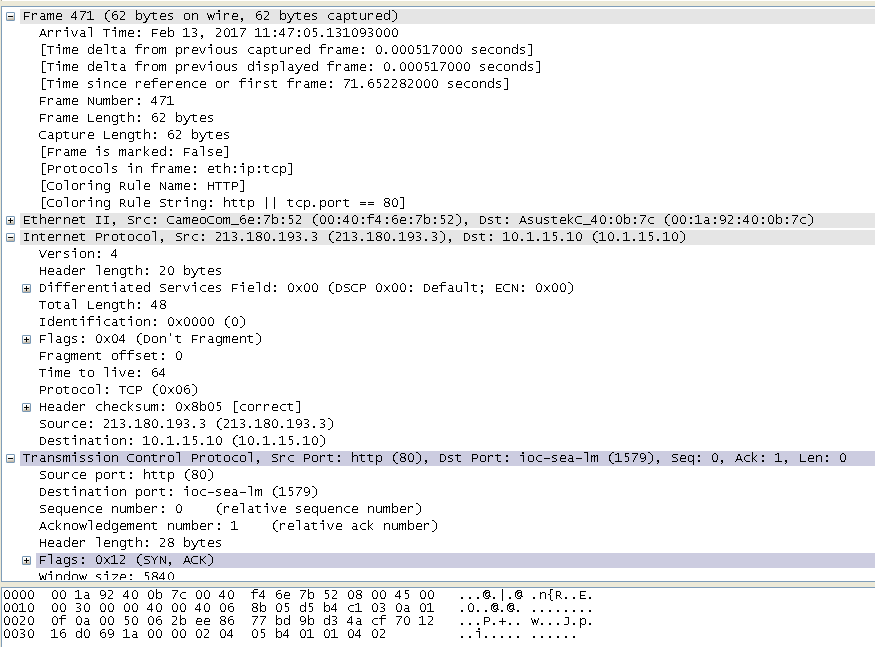 Frame 471 (62 bytes on wire, 62 bytes captured)
Arrival Time: Feb 13, 2017 11:47:05.131093000
[Time delta from previous captured frame: 0.000517000 seconds]
[Time delta from previous displayed frame: 0.000517000 seconds]
[Time since reference or first frame: 71.652282000 seconds]
Frame Number: 471
Frame Length: 62 bytes
Capture Length: 62 bytes
[Frame is marked: False]
[Protocols in frame: eth:ip:tcp]
[Coloring Rule Name: HTTP]
[Coloring Rule String: http || tcp.port == 80]
Ethernet II, Src: CameoCom_6e:7b:52 (00:40:f4:6e:7b:52), Dst: AsustekC_40:0b:7c (00:1a:92:40:0b:7c)
Internet Protocol, Src: 213.180.193.3 (213.180.193.3), Dst: 10.1.15.10 (10.1.15.10)
Version: 4
Header length: 20 bytes
Differentiated Services Field: 0x00 (DSCP 0x00: Default; ECN: 0x00)
Total Length: 48
Identification: 0x0000 (0)
Flags: 0x04 (Don't Fragment)
Fragment offset: 0
Time to live: 64
Protocol: TCP (0x06)
Header checksum: 0x8b05 [correct]
Source: 213.180.193.3 (213.180.193.3)
Destination: 10.1.15.10 (10.1.15.10)
Transmission Control Protocol, Src Port: http (80), Dst Port: ioc-sea-lm (1579), Seq: 0, Ack: 1, Len: 0
Source port: http (80)
Destination port: ioc-sea-lm (1579)
Sequence number: 0    (relative sequence number)
Acknowledgement number: 1    (relative ack number)
Header length: 28 bytes
Flags: 0x12 (SYN, ACK)
Window size: 5840
0000  00 1a 92 40 0b 7c 00 40  f4 6e 7b 52 08 00 45 00   ...@.|.@ .n{R..E.
0010  00 30 00 00 40 00 40 06  8b 05 d5 b4 c1 03 0a 01   .0..@.@. ........
0020  0f 0a 00 50 06 2b ee 86  77 bd 9b d3 4a cf 70 12   ...P.+.. w...J.p.
0030  16 d0 69 1a 00 00 02 04  05 b4 01 01 04 02         ..i..... ......